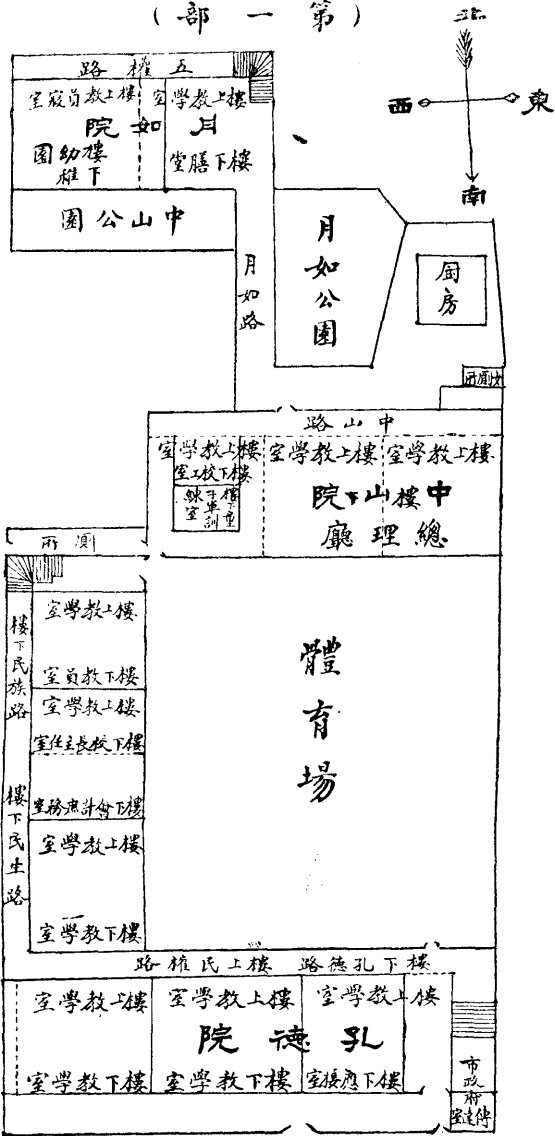 （第一部）
北
東
西
南
五權路
樓上教學室
樓上教員寢室
月如院
樓下膳堂
樓下幼稚園
中山公園
月如公園
月如路
廚房
女廁所
中山路
樓上教學室
樓上教學室
樓上教學室
樓下校工室
樓下童子軍訓練室
中山院
樓下
總理廳
廁所
樓下民族路
樓下民生路
樓上教學室
樓下教員室
樓上教學室
樓下校長主任室
樓下會計庶務室
樓上教學室
樓下教學室
體育場
樓下孔德路
樓上民權路
樓上教學室
樓上教學室
樓上教學室
孔德院
樓下應接室
樓下教學室
樓下教學室
市政府
傳達室